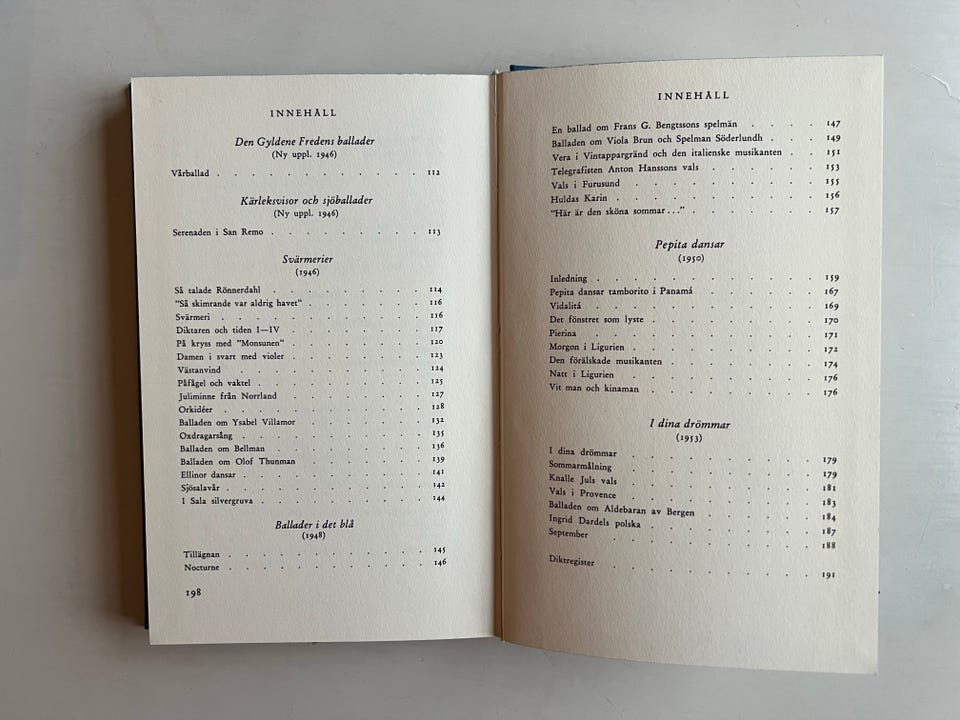 INNEHÅLL
Den Gyldene Fredens ballader
(Ny uppl. 1946)
Vårballad . . . . . . . . . . . 112
Kärleksvisor och sjöballader
(Ny uppl. 1946)
Serenaden i San Remo . . . . . . . . . 113
Svärmerier
(1946)
Så talade Rönnerdahl . . . . . . . . . 114
"Så skimrande var aldrig havet" . . . . . . . 116
Svärmeri . . . . . . . . . . . 116
Diktaren och tiden I—IV . . . . . . . . 117
På kryss med "Monsunen" . . . . . . . . 120
Damen i svart med violer . . . . . . . . 123
Västanvind . . . . . . . . . . 124
Påfågel och vaktel . . . . . . . . . 125
Juliminne från Norrland . . . . . . . . 127
Orkidéer . . . . . . . . . . . 128
Balladen om Ysabel Villamor . . . . . . . 132
Oxdragarsång . . . . . . . . . . 135
Balladen om Bellman . . . . . . . . . 136
Balladen om Olof Thunman . . . . . . . 139
Ellinor dansar . . . . . . . . . . 141
Sjösalavår . . . . . . . . . . 142
I Sala silvergruva . . . . . . . . . 144
Ballader i det blå
(1948)
Tillägnan . . . . . . . . . . . 145
Nocturne . . . . . . . . . . . 146
198
INNEHÅLL
En ballad om Frans G. Bengtssons spelmän . . . . 147
Balladen om Viola Brun och Spelman Söderlundh . . . 149
Vera i Vintappargränd och den italienske musikanten . . 151
Telegrafisten Anton Hanssons vals . . . . . . 153
Vals i Furusund . . . . . . . . . 155
Huldas Karin . . . . . . . . . . 156
"Här är den sköna sommar..." . . . . . . . 157
Pepita dansar
(1950)
Inledning . . . . . . . . . . . 159
Pepita dansar tamborito i Panamá . . . . . . 167
Vidalitá . . . . . . . . . . . 169
Det fönstret som lyste . . . . . . . . 170
Pierina . . . . . . . . . . . 171
Morgon i Ligurien . . . . . . . . . 172
Den förälskade musikanten . . . . . . . 174
Natt i Ligurien . . . . . . . . . 176
Vit man och kinaman . . . . . . . . 176
I dina drömmar
(1953)
I dina drömmar . . . . . . . . . 179
Sommarmålning . . . . . . . . . 179
Knalle Juls vals . . . . . . . . . 181
Vals i Provence . . . . . . . . . 183
Balladen om Aldebaran av Bergen . . . . . . 184
Ingrid Dardels polska . . . . . . . . 187
September . . . . . . . . . . 188
Diktregister . . . . . . . . . . 191